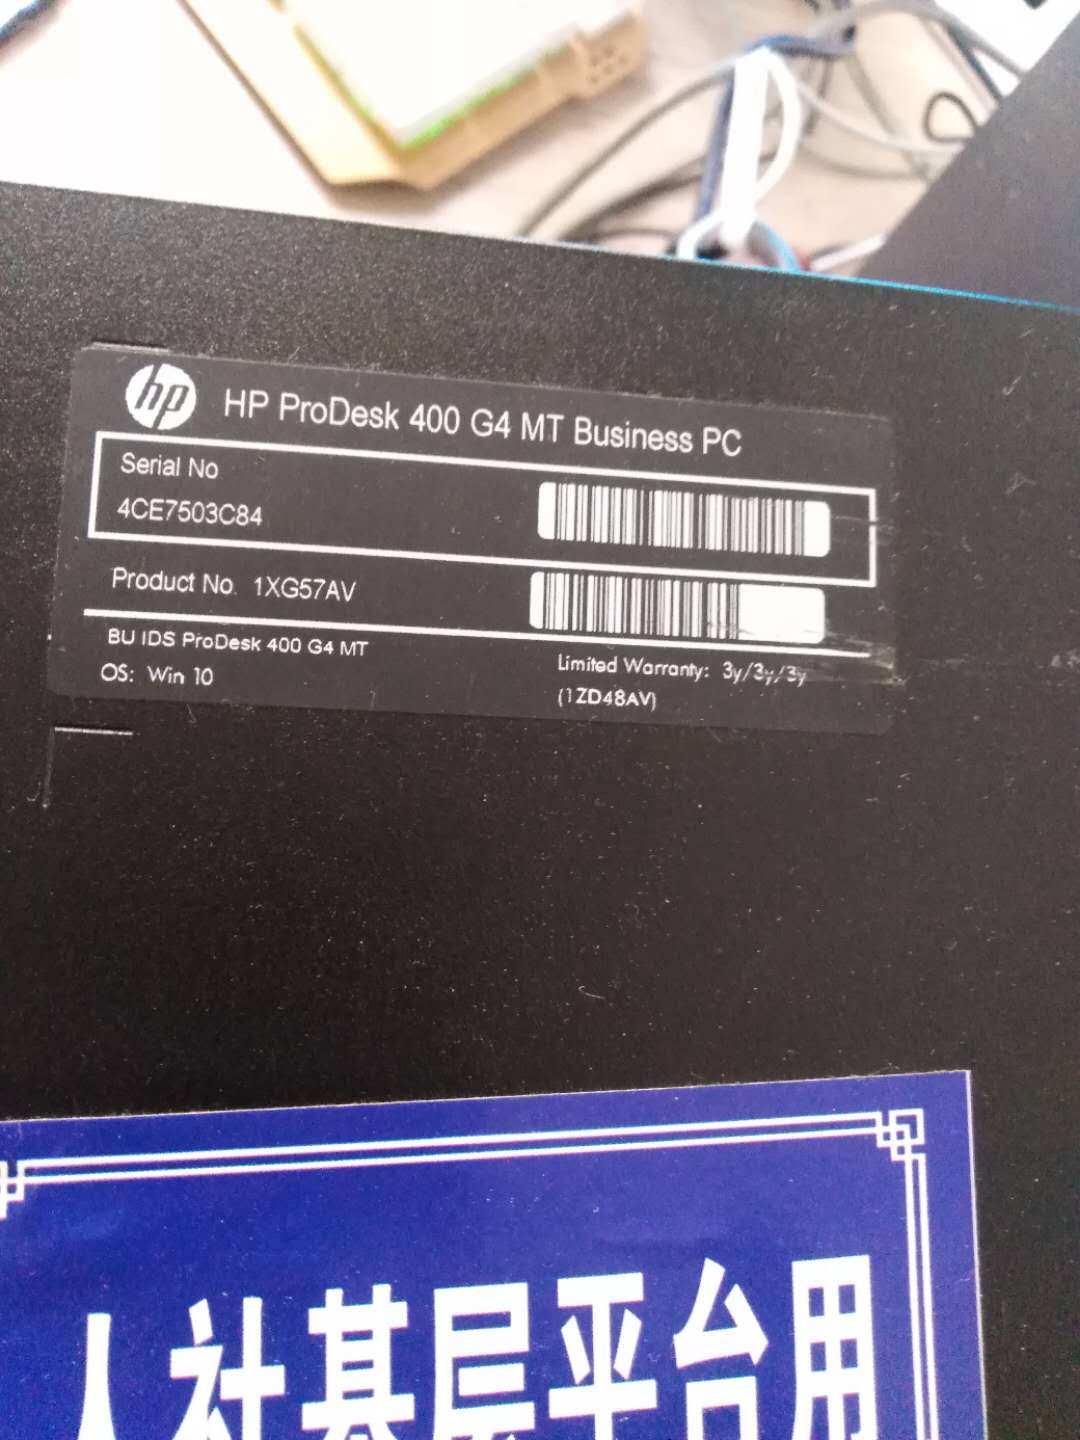 hp
HP ProDesk 400 G4 MT Business PC
Serial No
4CE7503C84
Product No. 1XG57AV
BU IDS ProDesk 400 G4 MT
OS: Win 10
Limited Warranty: 3y/3y/3y
(1ZD48AV)
人社基层平台用